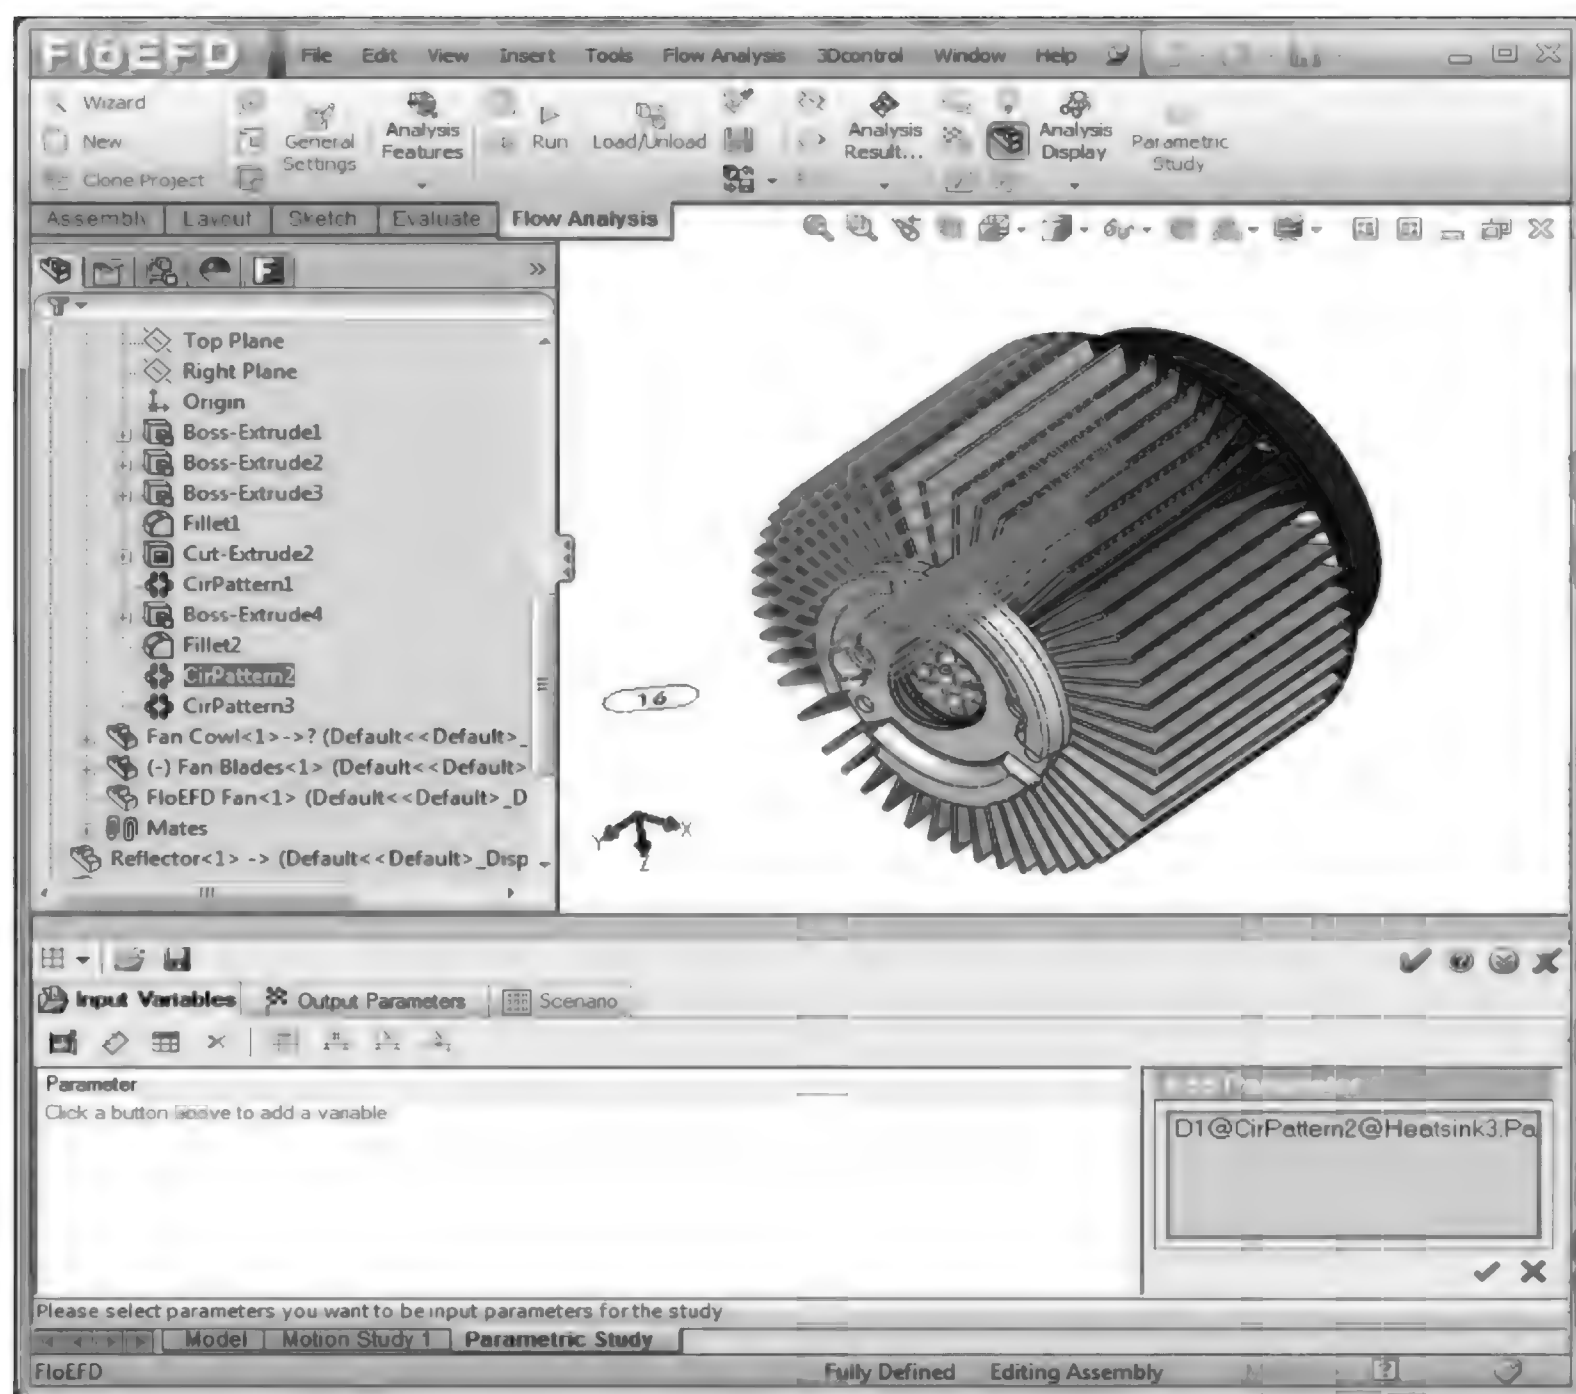 FloEFD File Edit View Insert Tools Flow Analysis 3Dcontrol Window Help
Wizard
New
Clone Project
General
Settings
Analysis
Features
Run
Load/Unload
Analysis
Result...
Analysis
Display
Parametric
Study
Assembly Layout Sketch Evaluate Flow Analysis
Top Plane
Right Plane
Origin
Boss-Extrude1
Boss-Extrude2
Boss-Extrude3
Fillet1
Cut-Extrude2
CirPattern1
Boss-Extrude4
Fillet2
CirPattern2
CirPattern3
Fan Cowl<1>->? (Default<<Default>_
(-) Fan Blades<1> (Default<<Default>
FloEFD Fan<1> (Default<<Default>_D
Mates
Reflector<1> -> (Default<<Default>_Disp
16
Y X
Z
Input Variables Output Parameters Scenario
Parameter
Click a button above to add a variable
D1@CirPattern2@Heatsink3.Pa
Please select parameters you want to be input parameters for the study
Model Motion Study 1 Parametric Study
FloEFD Fully Defined Editing Assembly